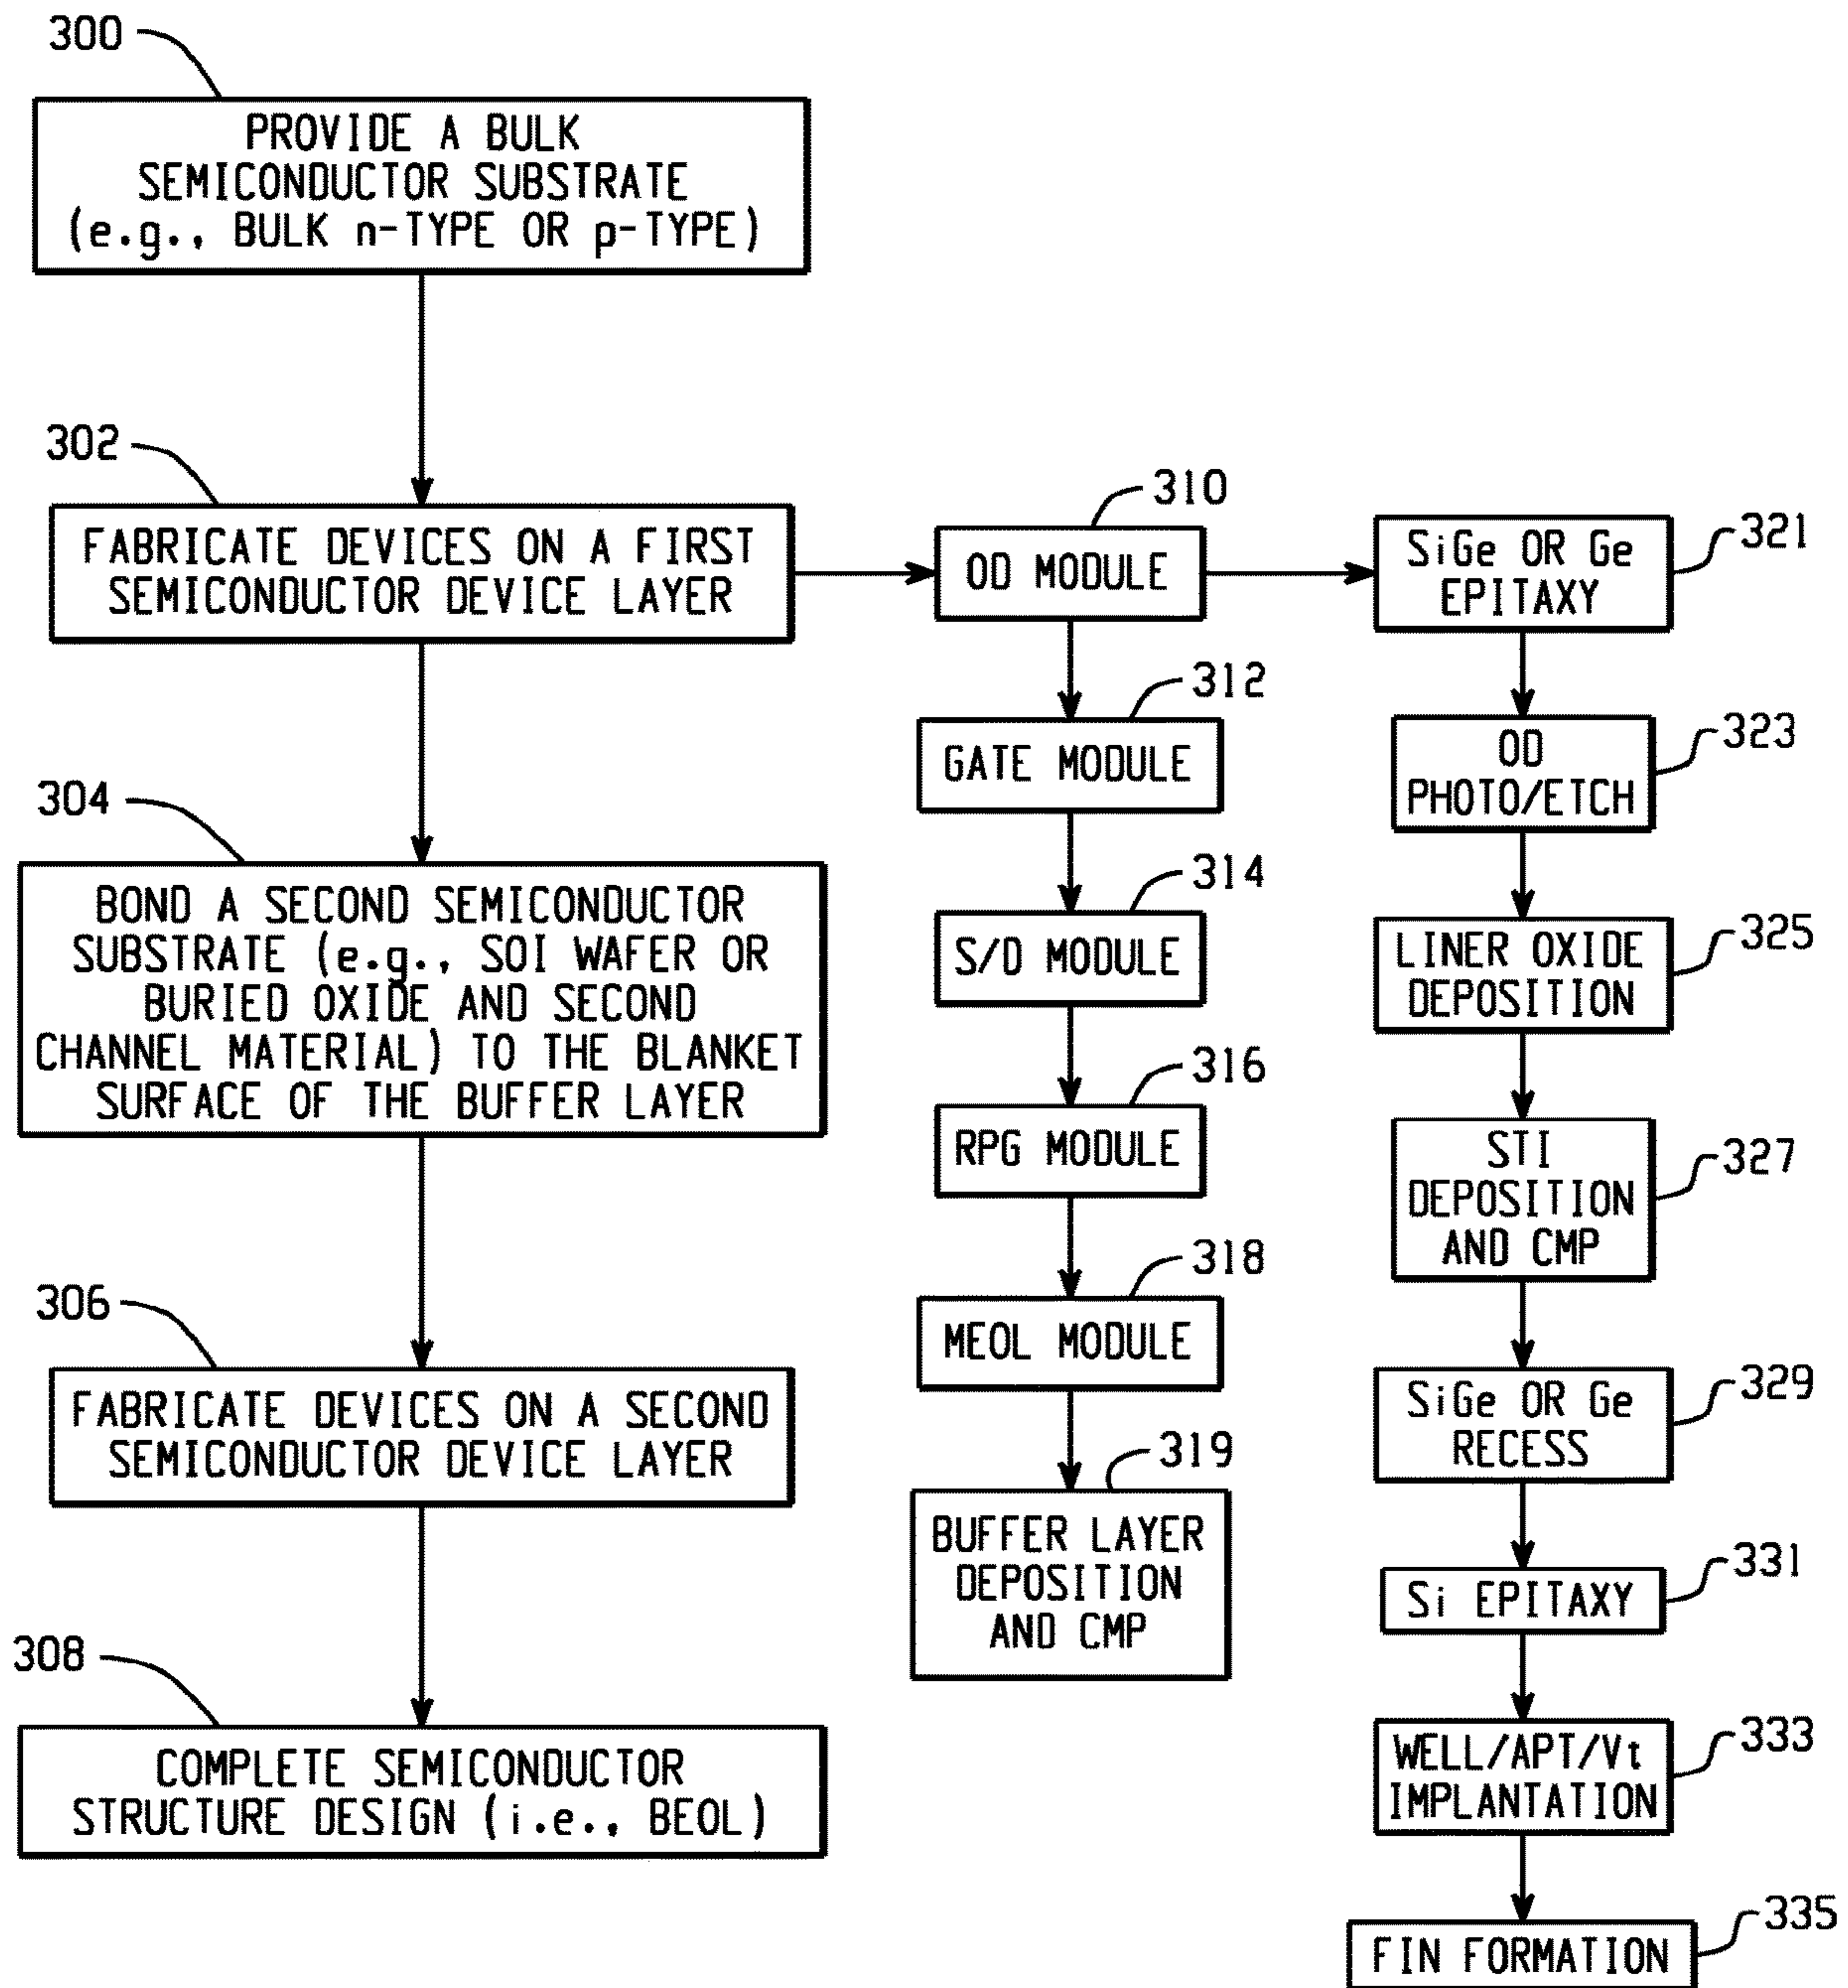 300
PROVIDE A BULK
SEMICONDUCTOR SUBSTRATE
(e.g., BULK n-TYPE OR p-TYPE)
302
FABRICATE DEVICES ON A FIRST
SEMICONDUCTOR DEVICE LAYER
304
BOND A SECOND SEMICONDUCTOR
SUBSTRATE (e.g., SOI WAFER OR
BURIED OXIDE AND SECOND
CHANNEL MATERIAL) TO THE BLANKET
SURFACE OF THE BUFFER LAYER
306
FABRICATE DEVICES ON A SECOND
SEMICONDUCTOR DEVICE LAYER
308
COMPLETE SEMICONDUCTOR
STRUCTURE DESIGN (i.e., BEOL)
310
OD MODULE
312
GATE MODULE
314
S/D MODULE
316
RPG MODULE
318
MEOL MODULE
319
BUFFER LAYER
DEPOSITION
AND CMP
321
SiGe OR Ge
EPITAXY
323
OD
PHOTO/ETCH
325
LINER OXIDE
DEPOSITION
327
STI
DEPOSITION
AND CMP
329
SiGe OR Ge
RECESS
331
Si EPITAXY
333
WELL/APT/Vt
IMPLANTATION
335
FIN FORMATION